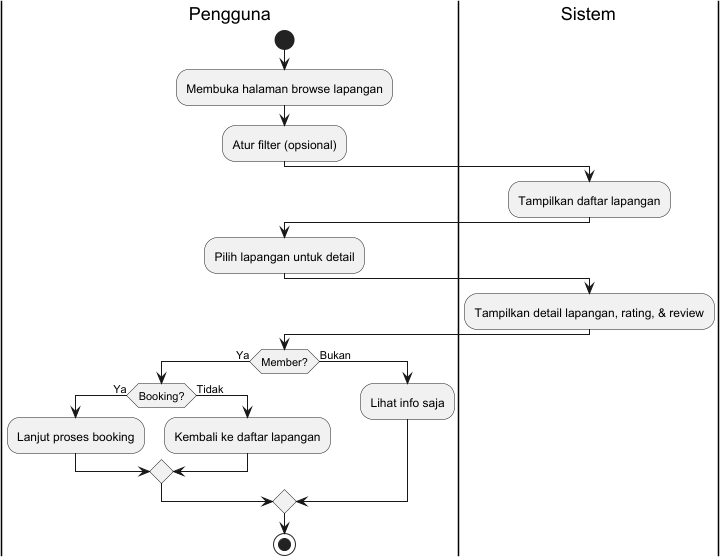 Pengguna
Sistem
Membuka halaman browse lapangan
Atur filter (opsional)
Tampilkan daftar lapangan
Pilih lapangan untuk detail
Tampilkan detail lapangan, rating, & review
Ya
Member?
Bukan
Ya
Booking?
Tidak
Lihat info saja
Lanjut proses booking
Kembali ke daftar lapangan